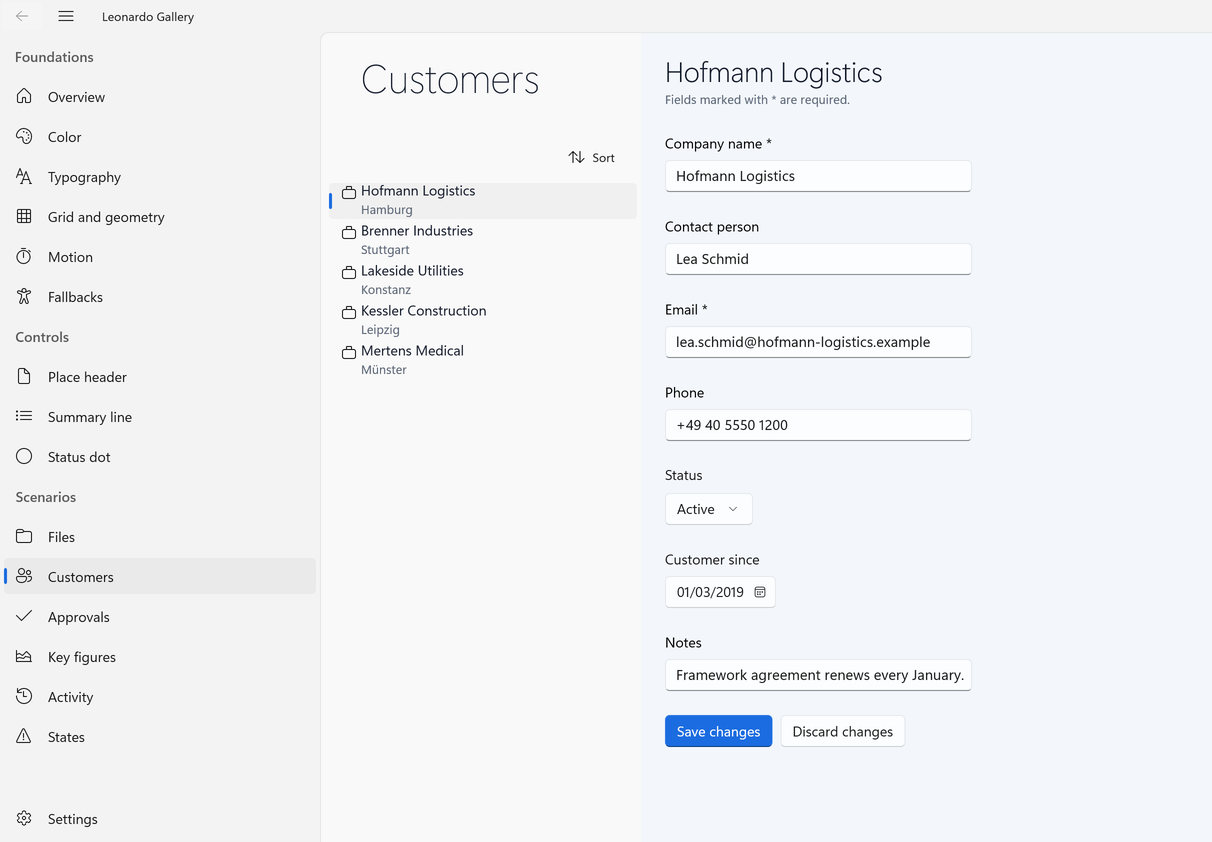 Leonardo Gallery
Foundations
Overview
Color
Typography
Grid and geometry
Motion
Fallbacks
Controls
Place header
Summary line
Status dot
Scenarios
Files
Customers
Approvals
Key figures
Activity
States
Settings
Customers
Sort
Hofmann Logistics
Hamburg
Brenner Industries
Stuttgart
Lakeside Utilities
Konstanz
Kessler Construction
Leipzig
Mertens Medical
Münster
Hofmann Logistics
Fields marked with * are required.
Company name *
Hofmann Logistics
Contact person
Lea Schmid
Email *
lea.schmid@hofmann-logistics.example
Phone
+49 40 5550 1200
Status
Active
Customer since
01/03/2019
Notes
Framework agreement renews every January.
Save changes
Discard changes